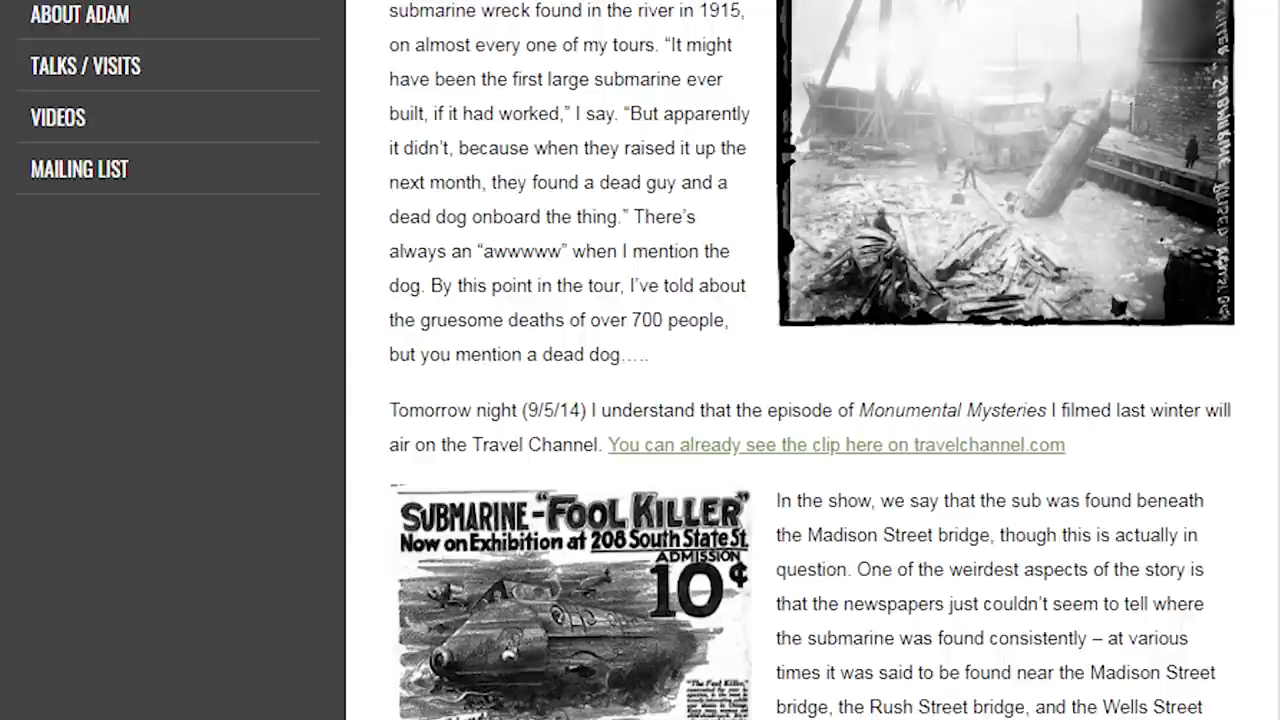 ABOUT ADAM
TALKS / VISITS
VIDEOS
MAILING LIST
submarine wreck found in the river in 1915,
on almost every one of my tours. “It might
have been the first large submarine ever
built, if it had worked,” I say. “But apparently
it didn’t, because when they raised it up the
next month, they found a dead guy and a
dead dog onboard the thing.” There’s
always an “awwwww” when I mention the
dog. By this point in the tour, I’ve told about
the gruesome deaths of over 700 people,
but you mention a dead dog…..
Tomorrow night (9/5/14) I understand that the episode of Monumental Mysteries I filmed last winter will
air on the Travel Channel. You can already see the clip here on travelchannel.com
SUBMARINE-“FOOL KILLER”
Now on Exhibition at 208 South State St.
ADMISSION
10¢
"The Fool Killer,"
In the show, we say that the sub was found beneath
the Madison Street bridge, though this is actually in
question. One of the weirdest aspects of the story is
that the newspapers just couldn’t seem to tell where
the submarine was found consistently – at various
times it was said to be found near the Madison Street
bridge, the Rush Street bridge, and the Wells Street